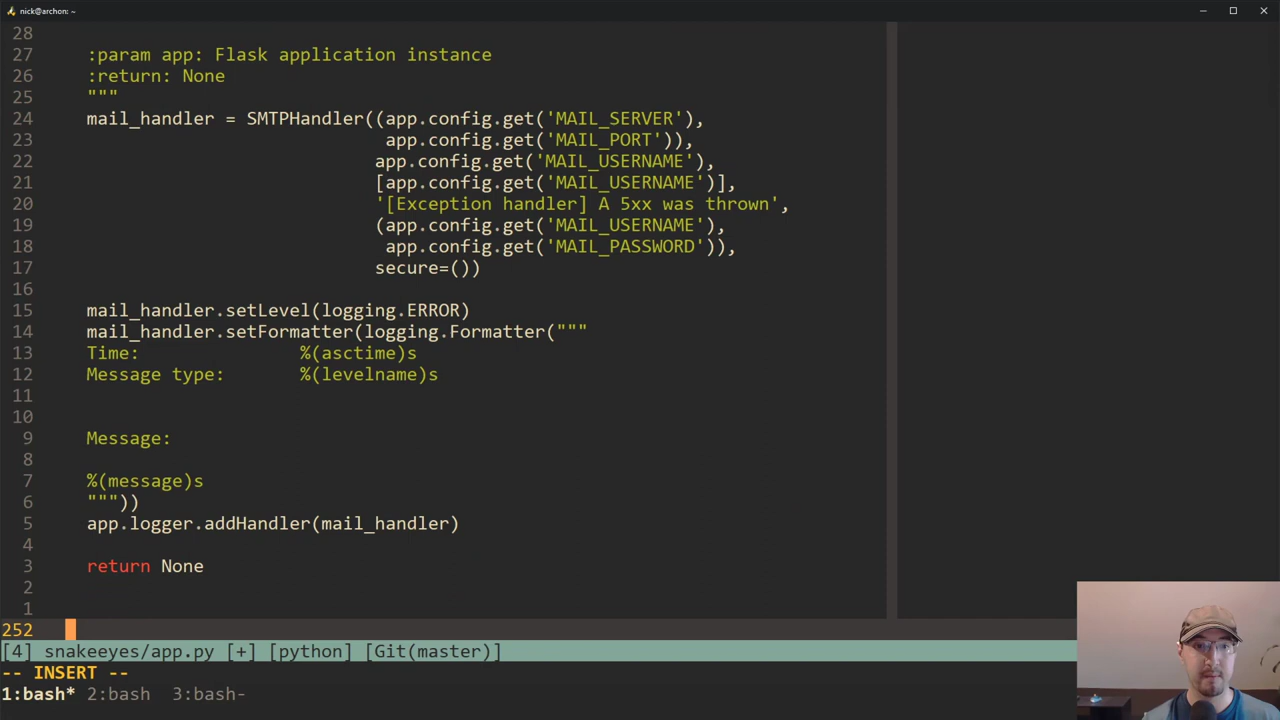 nick@archon: ~
28
27     :param app: Flask application instance
26     :return: None
25     """
24     mail_handler = SMTPHandler((app.config.get('MAIL_SERVER'),
23                                 app.config.get('MAIL_PORT')),
22                                app.config.get('MAIL_USERNAME'),
21                                [app.config.get('MAIL_USERNAME')],
20                                '[Exception handler] A 5xx was thrown',
19                                (app.config.get('MAIL_USERNAME'),
18                                 app.config.get('MAIL_PASSWORD')),
17                                secure=())
16
15     mail_handler.setLevel(logging.ERROR)
14     mail_handler.setFormatter(logging.Formatter("""
13     Time:               %(asctime)s
12     Message type:       %(levelname)s
11
10
9     Message:
8
7     %(message)s
6     """))
5     app.logger.addHandler(mail_handler)
4
3     return None
2
1
252
[4] snakeeyes/app.py [+] [python] [Git(master)]
-- INSERT --
1:bash* 2:bash  3:bash-